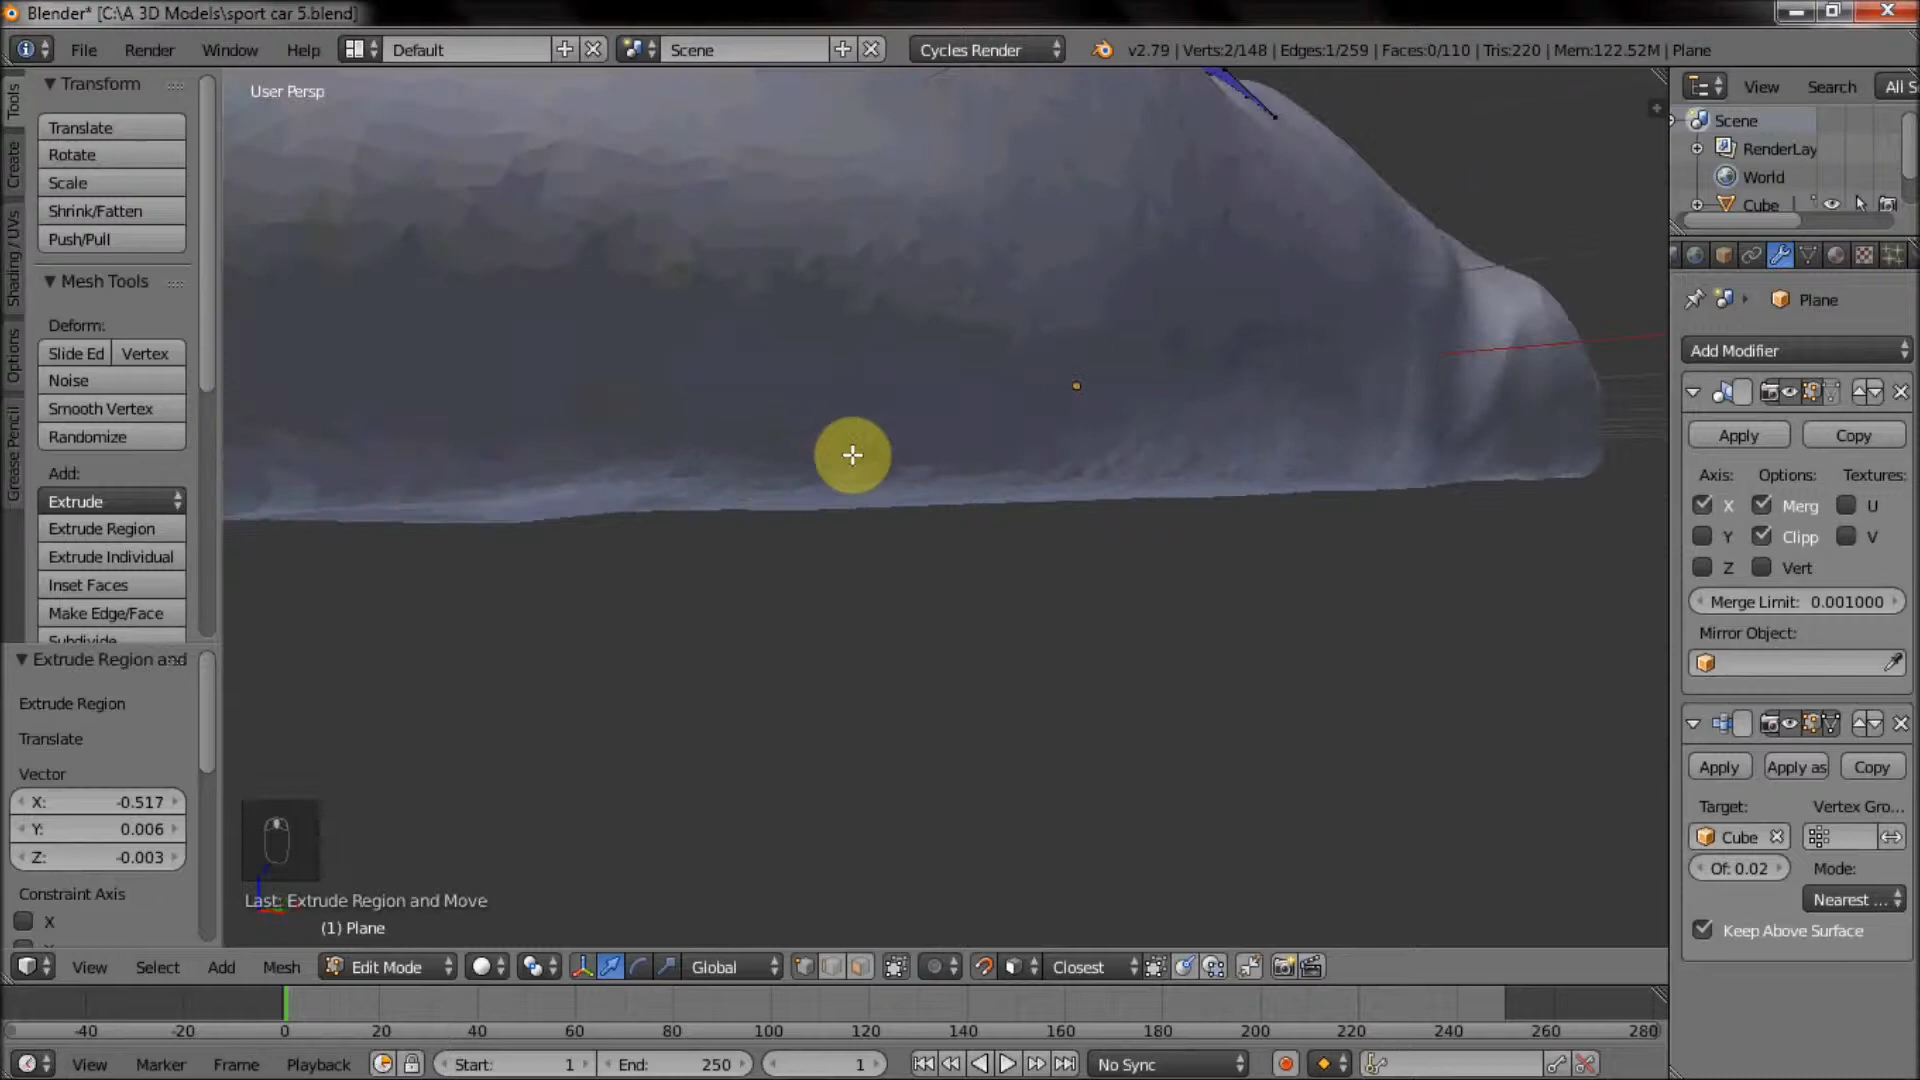 Blender* [C:\A 3D Models\sport car 5.blend]
File Render Window Help Default Scene Cycles Render v2.79 | Verts:2/148 | Edges:1/259 | Faces:0/110 | Tris:220 | Mem:122.52M | Plane
Tools
Create
Shading / UVs
Options
Grease Pencil
Transform
Translate
Rotate
Scale
Shrink/Fatten
Push/Pull
Mesh Tools
Deform:
Slide Ed Vertex
Noise
Smooth Vertex
Randomize
Add:
Extrude
Extrude Region
Extrude Individual
Inset Faces
Make Edge/Face
Subdivide
Extrude Region and
Extrude Region
Translate
Vector
X: -0.517
Y: 0.006
Z: -0.003
Constraint Axis
X
User Persp
Last: Extrude Region and Move
(1) Plane
View Search All S
Scene
RenderLay
World
Cube
Plane
Add Modifier
Apply Copy
Axis: Options: Textures:
X Merg U
Y Clipp V
Z Vert
Merge Limit: 0.001000
Mirror Object:
Apply Apply as Copy
Target: Vertex Gro...
Cube
Of: 0.02 Mode:
Nearest ...
Keep Above Surface
View Select Add Mesh Edit Mode Global Closest
-40 -20 0 20 40 60 80 100 120 140 160 180 200 220 240 260 280
View Marker Frame Playback Start: 1 End: 250 1 No Sync